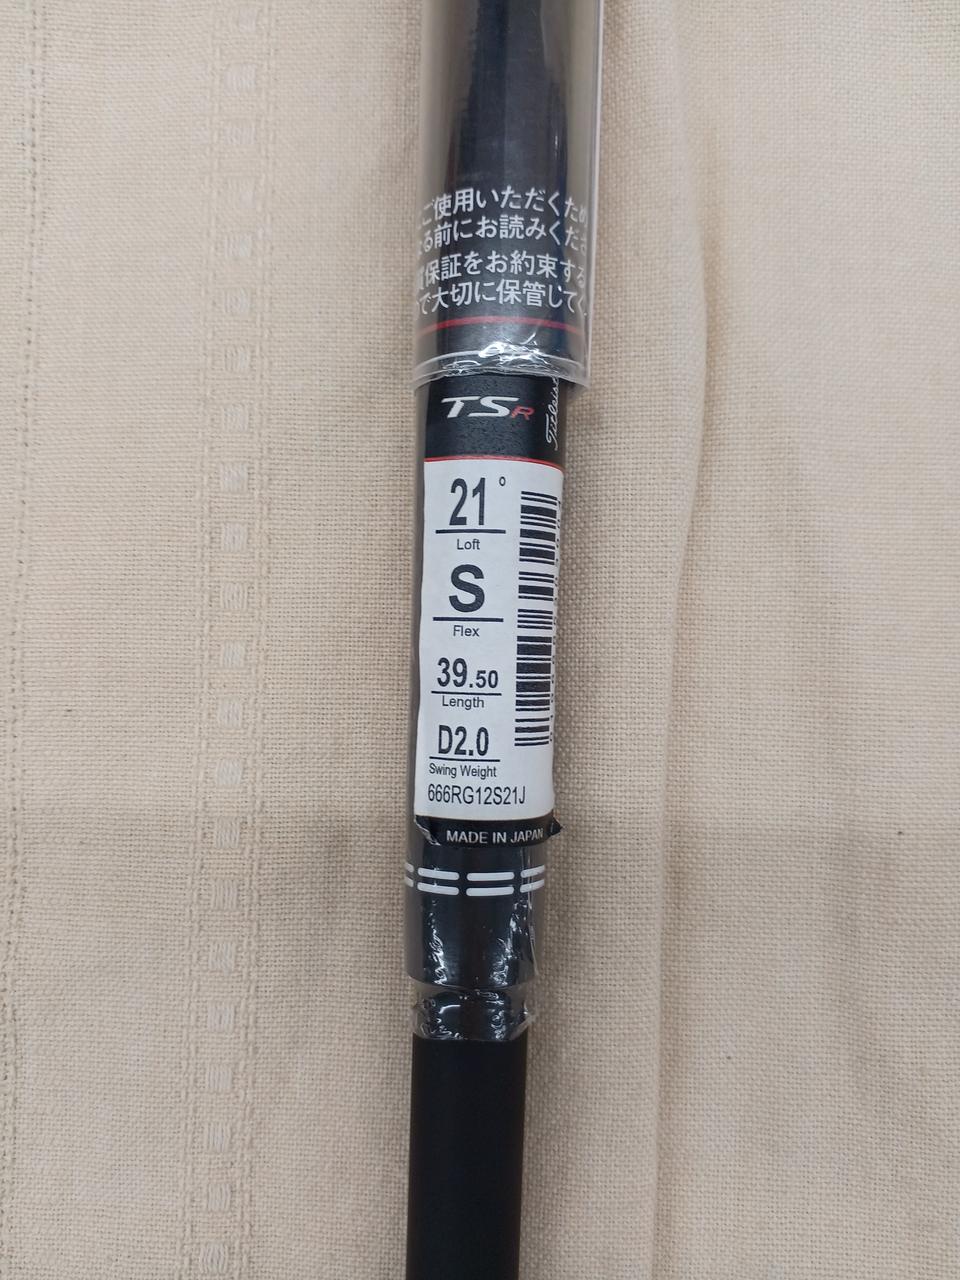 ご使用いただくため
る前にお読みくださ
保証をお約束する
で大切に保管してく
TSR
Titleist
21°
Loft
S
Flex
39.50
Length
D2.0
Swing Weight
666RG12S21J
MADE IN JAPAN